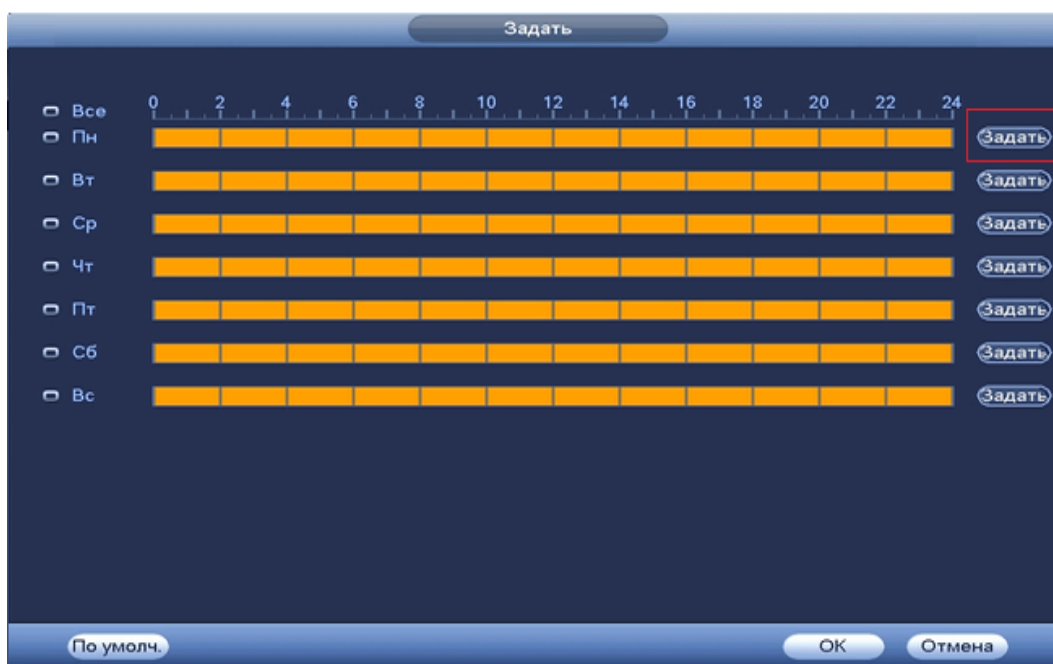 Задать
Все 0 2 4 6 8 10 12 14 16 18 20 22 24
Пн Задать
Вт Задать
Ср Задать
Чт Задать
Пт Задать
Сб Задать
Вс Задать
По умолч. OK Отмена